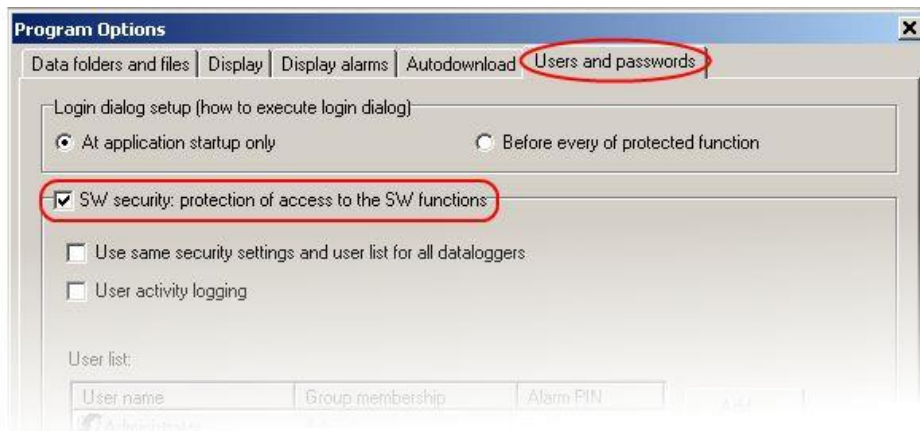 Program Options
Data folders and files Display Display alarms Autodownload Users and passwords
Login dialog setup (how to execute login dialog)
At application startup only Before every of protected function
SW security: protection of access to the SW functions
Use same security settings and user list for all dataloggers
User activity logging
User list:
User name Group membership Alarm PIN Add
Administrator